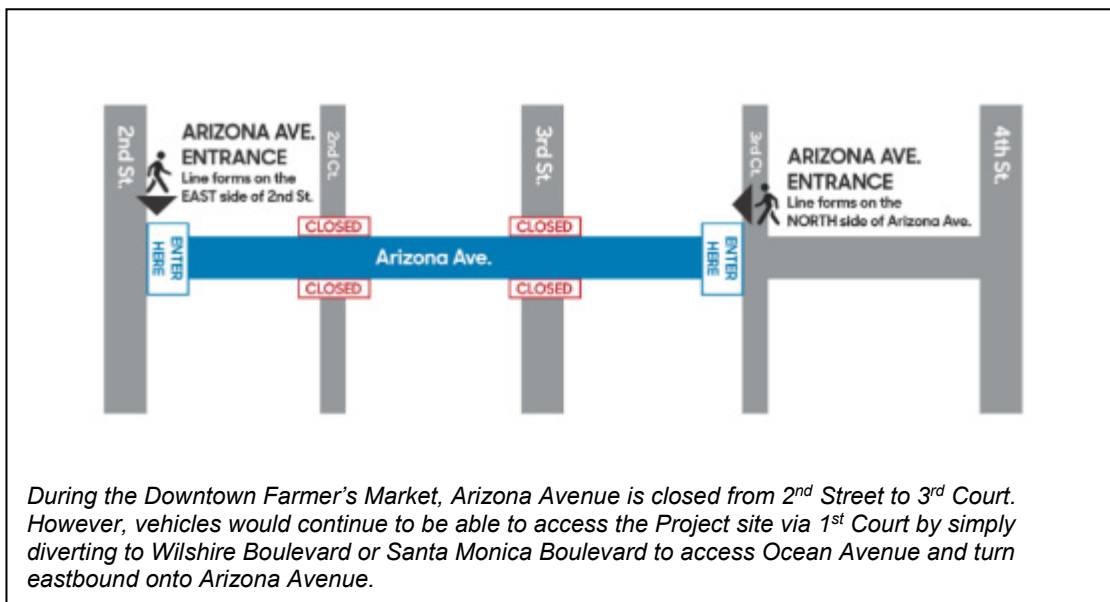 2nd St.
ARIZONA AVE.
ENTRANCE
Line forms on the
EAST side of 2nd St.
2nd Ct.
3rd St.
3rd Ct.
ARIZONA AVE.
ENTRANCE
Line forms on the
NORTH side of Arizona Ave.
4th St.
ENTER
HERE
CLOSED
CLOSED
Arizona Ave.
ENTER
HERE
CLOSED
CLOSED
During the Downtown Farmer’s Market, Arizona Avenue is closed from 2nd Street to 3rd Court.
However, vehicles would continue to be able to access the Project site via 1st Court by simply
diverting to Wilshire Boulevard or Santa Monica Boulevard to access Ocean Avenue and turn
eastbound onto Arizona Avenue.